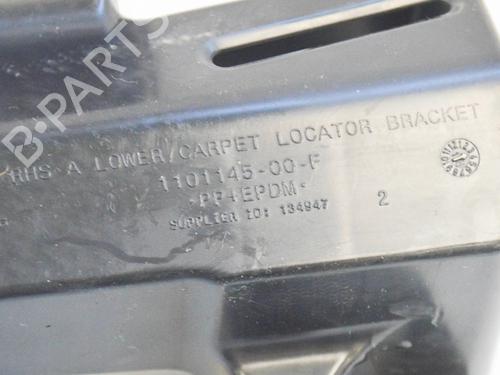 B-PARTS
RHS A LOWER/CARPET LOCATOR BRACKET
1101145-00-F
>PP+EPDM<
SUPPLIER ID: 134947
2